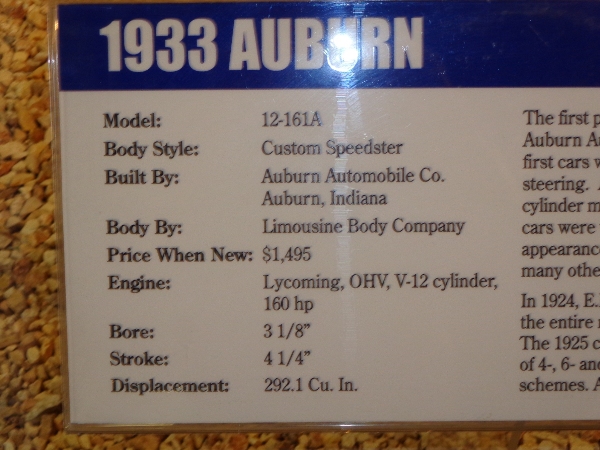 1933 AUBURN
Model: 12-161A
Body Style: Custom Speedster
Built By: Auburn Automobile Co.
Auburn, Indiana
Body By: Limousine Body Company
Price When New: $1,495
Engine: Lycoming, OHV, V-12 cylinder,
160 hp
Bore: 3 1/8”
Stroke: 4 1/4”
Displacement: 292.1 Cu. In.
The first
Auburn
first cars
steering.
cylinder
cars were
appearance
many
In 1924, E.
the entire
The 1925
of 4-, 6- and
schemes.